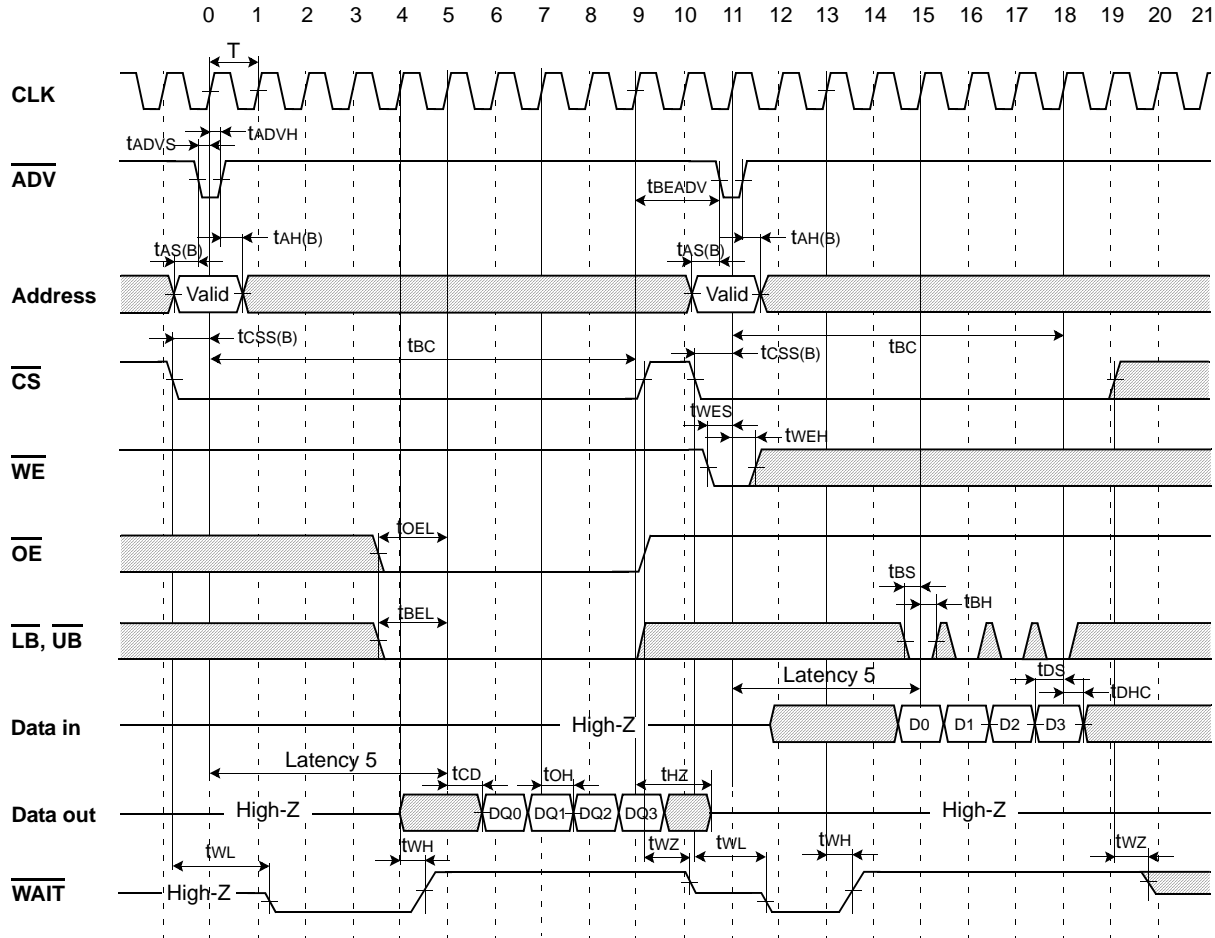 0 1 2 3 4 5 6 7 8 9 10 11 12 13 14 15 16 17 18 19 20 21
T
CLK
tADVS tADVH
ADV
tBEADV
tAS(B) tAH(B) tAS(B) tAH(B)
Address Valid Valid
tCSS(B) tBC tCSS(B) tBC
CS
tWES
tWEH
WE
tOEL
OE
tBS
tBEL tBH
LB, UB
Latency 5 tDS
tDHC
Data in High-Z D0 D1 D2 D3
Latency 5 tCD tOH tHZ
Data out High-Z DQ0 DQ1 DQ2 DQ3 High-Z
tWL tWH tWZ tWL tWH tWZ
WAIT High-Z